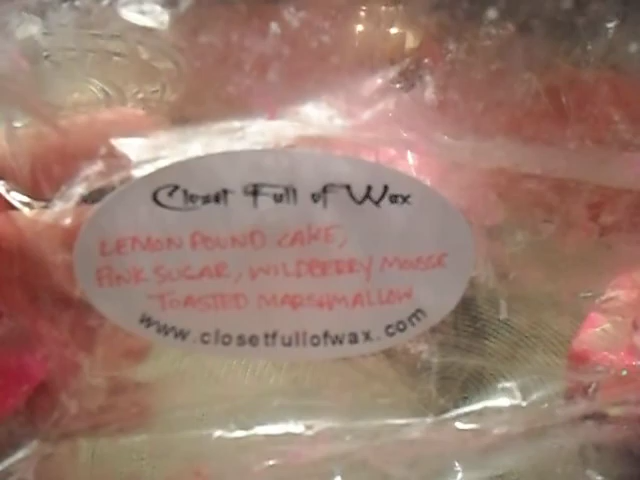 Closet Full of Wax
LEMON POUND CAKE,
PINK SUGAR, WILDBERRY MOUSSE
TOASTED MARSHMALLOW
www.closetfullofwax.com